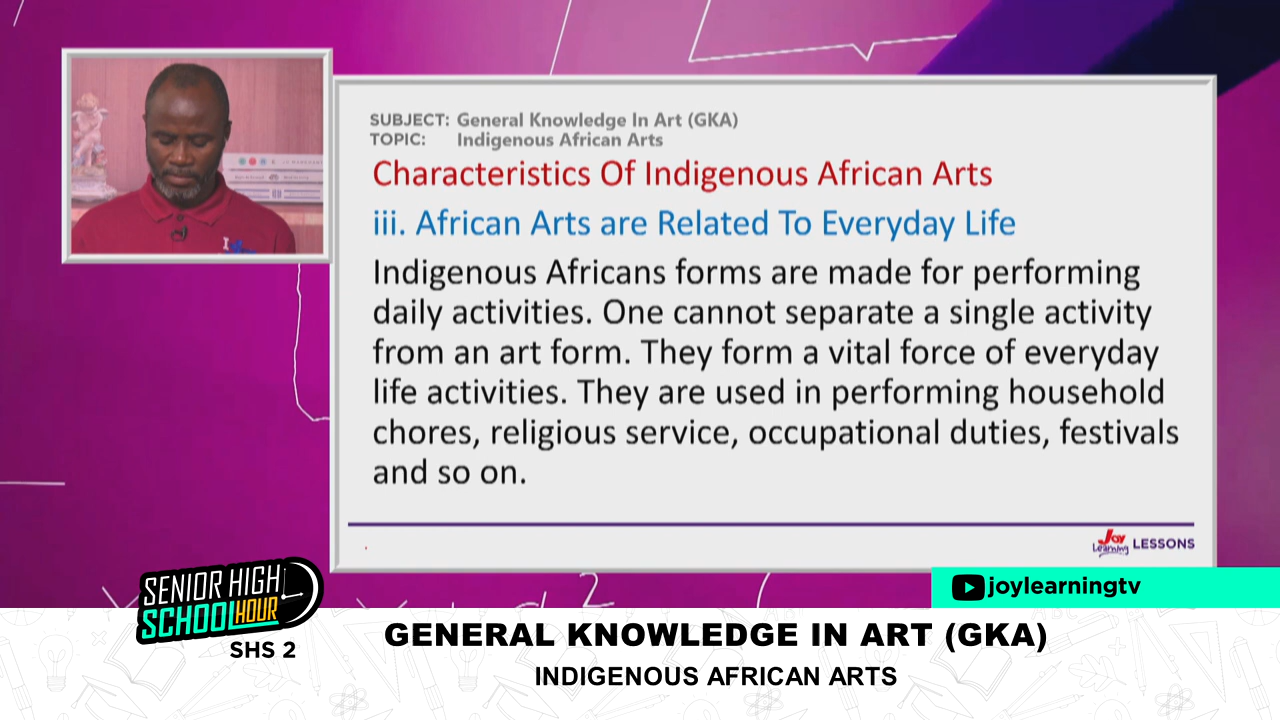 SUBJECT: General Knowledge In Art (GKA)
TOPIC: Indigenous African Arts
Characteristics Of Indigenous African Arts
iii. African Arts are Related To Everyday Life
Indigenous Africans forms are made for performing
daily activities. One cannot separate a single activity
from an art form. They form a vital force of everyday
life activities. They are used in performing household
chores, religious service, occupational duties, festivals
and so on.
Joy
Learning LESSONS
joylearningtv
SENIOR HIGH
SCHOOL HOUR
SHS 2
GENERAL KNOWLEDGE IN ART (GKA)
INDIGENOUS AFRICAN ARTS